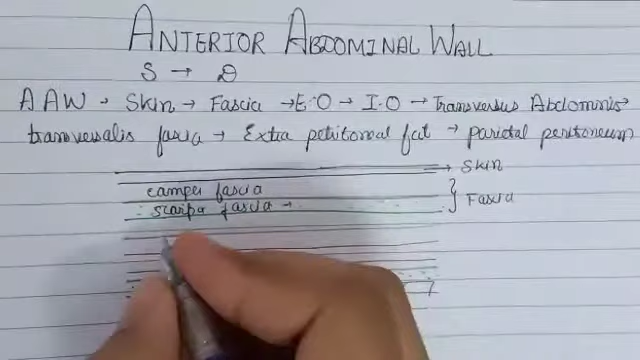 ANTERIOR ABDOMINAL WALL
S → D
AAW → Skin → Fascia → E.O → I.O → Transversus Abdominis
transversalis fascia → Extra peritoneal fat → parietal peritoneum
→ Skin
camper fascia
scarpa fascia -
} Fascia